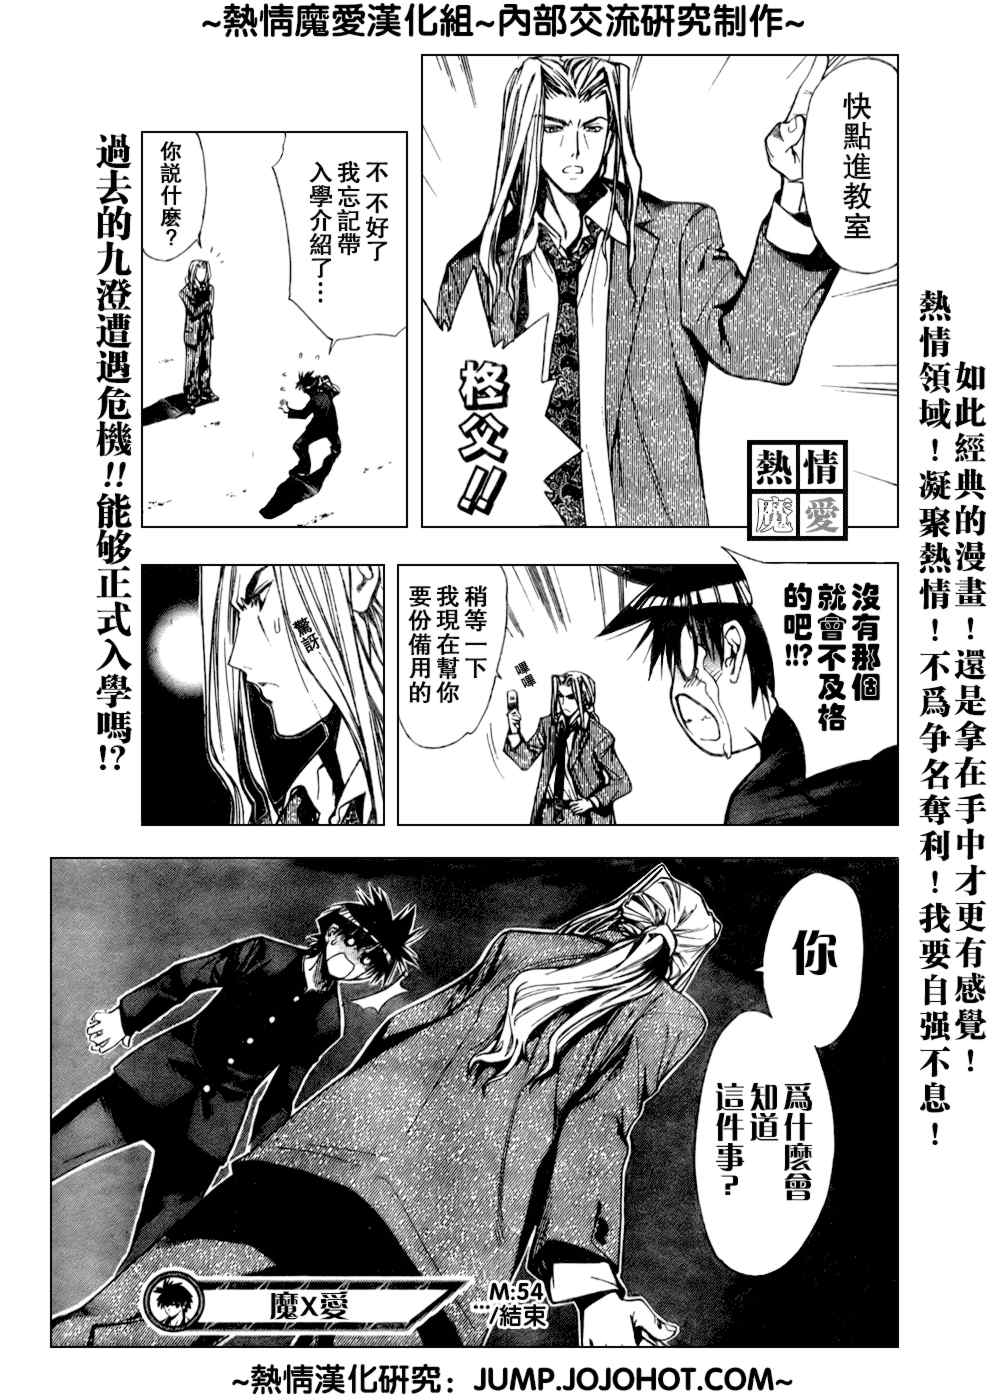 ~熱情魔愛漢化組~內部交流研究制作~
快點進教室
格父!!
熱情
魔愛
不 不好了
我忘記帶
入學介紹了…
你説什麽?
沒有那個
就會不及格
的吧!!?
稍等一下
我現在幫你
要份備用的
嗶嗶
驚訝
你
爲什麽會
知道
這件事?
魔X愛
M:54
…/結束
過去的九澄遭遇危機!!能够正式入學嗎!?
如此經典的漫畫！還是拿在手中才更有感覺！
熱情領域！凝聚熱情！不爲争名奪利！我要自强不息！
~熱情漢化研究：JUMP.JOJOHOT.COM~